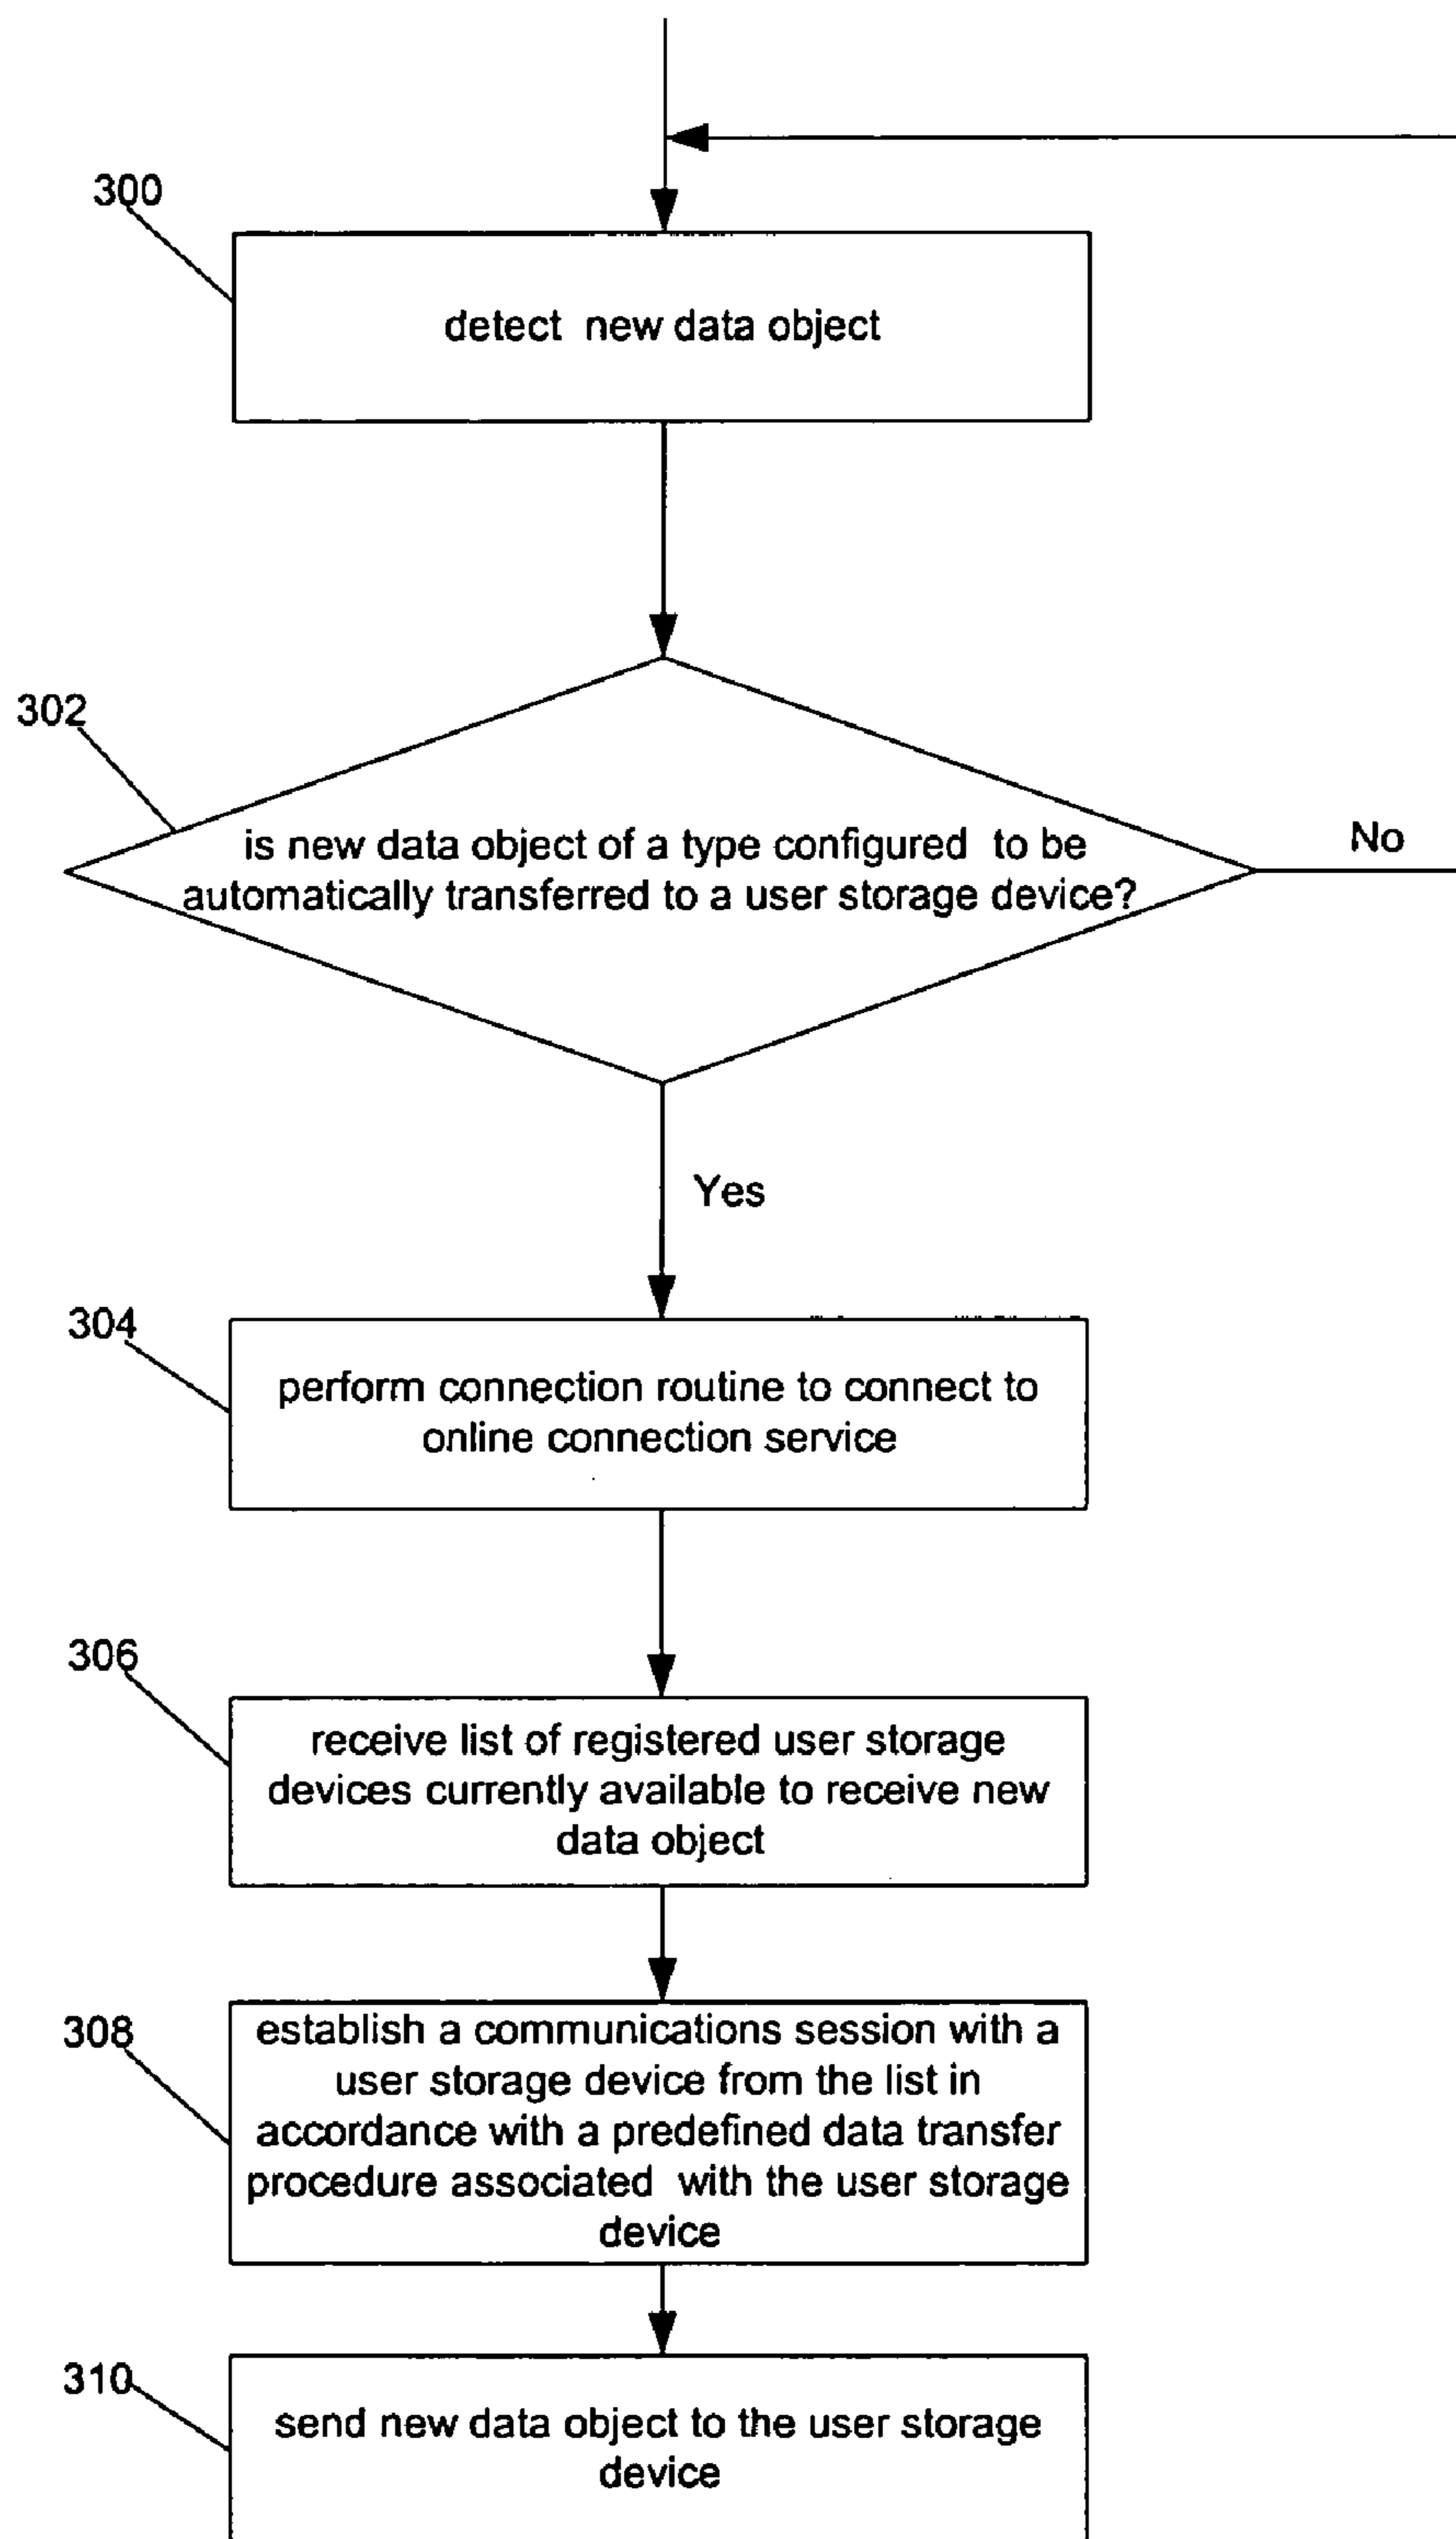 300
detect new data object
302
is new data object of a type configured to be
automatically transferred to a user storage device?
No
Yes
304
perform connection routine to connect to
online connection service
306
receive list of registered user storage
devices currently available to receive new
data object
308
establish a communications session with a
user storage device from the list in
accordance with a predefined data transfer
procedure associated with the user storage
device
310
send new data object to the user storage
device